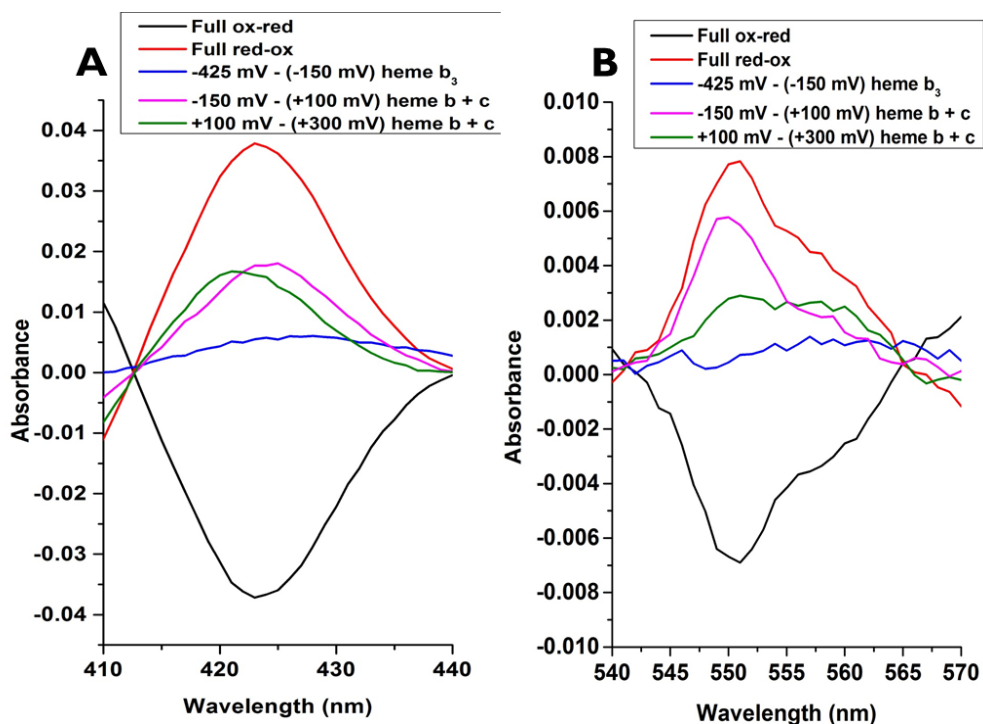 A
Full ox-red
Full red-ox
-425 mV - (-150 mV) heme b₃
-150 mV - (+100 mV) heme b + c
+100 mV - (+300 mV) heme b + c
0.04
0.03
0.02
0.01
0.00
-0.01
-0.02
-0.03
-0.04
Absorbance
410 420 430 440
Wavelength (nm)
B
Full ox-red
Full red-ox
-425 mV - (-150 mV) heme b₃
-150 mV - (+100 mV) heme b + c
+100 mV - (+300 mV) heme b + c
0.010
0.008
0.006
0.004
0.002
0.000
-0.002
-0.004
-0.006
-0.008
-0.010
Absorbance
540 545 550 555 560 565 570
Wavelength (nm)